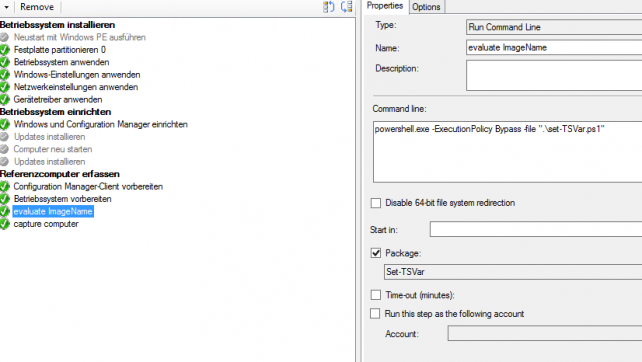 Remove
Betriebssystem installieren
Neustart mit Windows PE ausführen
Festplatte partitionieren 0
Betriebssystem anwenden
Windows-Einstellungen anwenden
Netzwerkeinstellungen anwenden
Gerätetreiber anwenden
Betriebssystem einrichten
Windows und Configuration Manager einrichten
Updates installieren
Computer neu starten
Updates installieren
Referenzcomputer erfassen
Configuration Manager-Client vorbereiten
Betriebssystem vorbereiten
evaluate ImageName
capture computer
Properties
Options
Type:
Run Command Line
Name:
evaluate ImageName
Description:
Command line:
powershell.exe -ExecutionPolicy Bypass -file ".\set-TSVar.ps1"
Disable 64-bit file system redirection
Start in:
Package:
Set-TSVar
Time-out (minutes):
Run this step as the following account
Account: